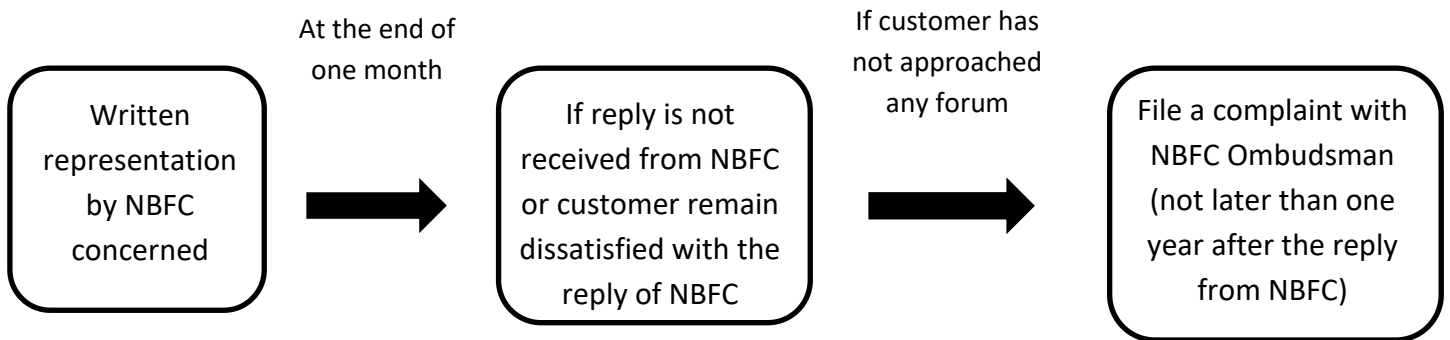 Written
representation
by NBFC
concerned
At the end of
one month
If reply is not
received from NBFC
or customer remain
dissatisfied with the
reply of NBFC
If customer has
not approached
any forum
File a complaint with
NBFC Ombudsman
(not later than one
year after the reply
from NBFC)